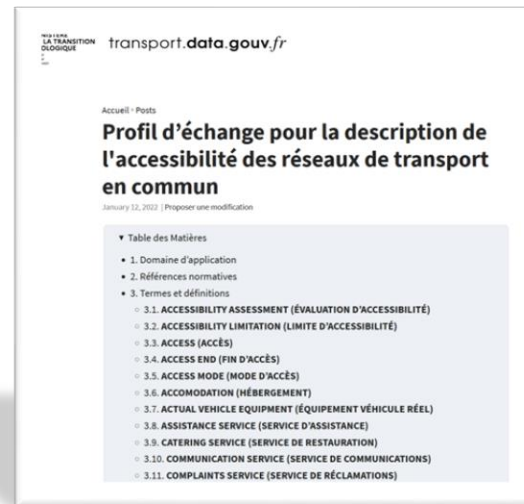 LA TRANSITION
OLOGIQUE
transport.data.gouv.fr
Accueil » Posts
Profil d’échange pour la description de
l'accessibilité des réseaux de transport
en commun
January 12, 2022 | Proposer une modification
▼ Table des Matières
• 1. Domaine d’application
• 2. Références normatives
• 3. Termes et définitions
◦ 3.1. ACCESSIBILITY ASSESSMENT (ÉVALUATION D’ACCESSIBILITÉ)
◦ 3.2. ACCESSIBILITY LIMITATION (LIMITE D’ACCESSIBILITÉ)
◦ 3.3. ACCESS (ACCÈS)
◦ 3.4. ACCESS END (FIN D’ACCÈS)
◦ 3.5. ACCESS MODE (MODE D’ACCÈS)
◦ 3.6. ACCOMODATION (HÉBERGEMENT)
◦ 3.7. ACTUAL VEHICLE EQUIPMENT (ÉQUIPEMENT VÉHICULE RÉEL)
◦ 3.8. ASSISTANCE SERVICE (SERVICE D’ASSISTANCE)
◦ 3.9. CATERING SERVICE (SERVICE DE RESTAURATION)
◦ 3.10. COMMUNICATION SERVICE (SERVICE DE COMMUNICATIONS)
◦ 3.11. COMPLAINTS SERVICE (SERVICE DE RÉCLAMATIONS)